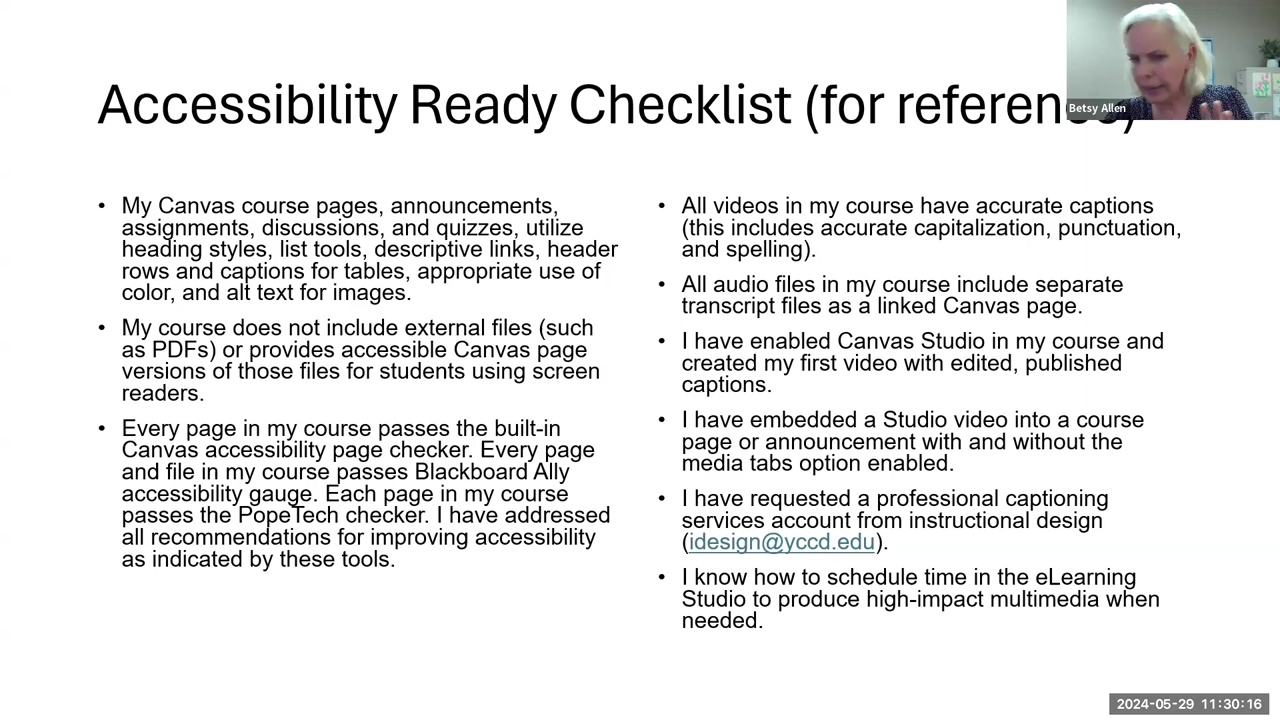 Accessibility Ready Checklist (for reference)
Betsy Allen
• My Canvas course pages, announcements,
assignments, discussions, and quizzes, utilize
heading styles, list tools, descriptive links, header
rows and captions for tables, appropriate use of
color, and alt text for images.
• My course does not include external files (such
as PDFs) or provides accessible Canvas page
versions of those files for students using screen
readers.
• Every page in my course passes the built-in
Canvas accessibility page checker. Every page
and file in my course passes Blackboard Ally
accessibility gauge. Each page in my course
passes the PopeTech checker. I have addressed
all recommendations for improving accessibility
as indicated by these tools.
• All videos in my course have accurate captions
(this includes accurate capitalization, punctuation,
and spelling).
• All audio files in my course include separate
transcript files as a linked Canvas page.
• I have enabled Canvas Studio in my course and
created my first video with edited, published
captions.
• I have embedded a Studio video into a course
page or announcement with and without the
media tabs option enabled.
• I have requested a professional captioning
services account from instructional design
(idesign@yccd.edu).
• I know how to schedule time in the eLearning
Studio to produce high-impact multimedia when
needed.
2024-05-29 11:30:16